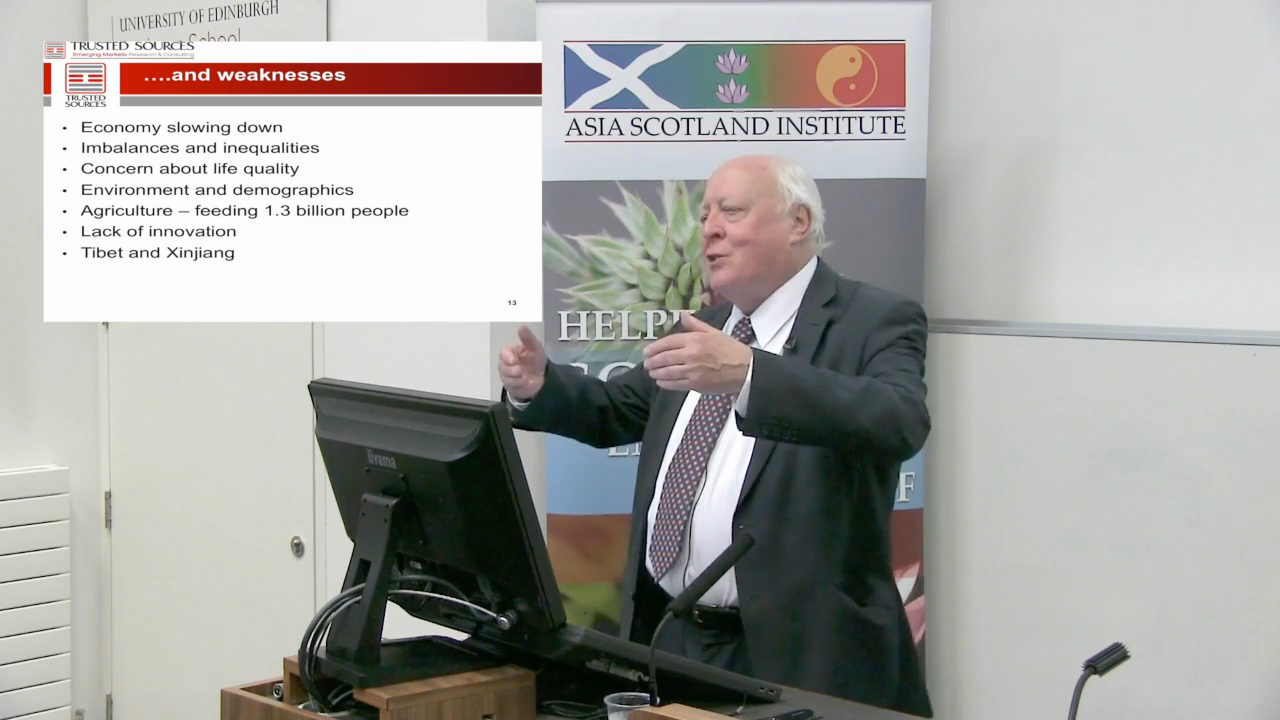 UNIVERSITY OF EDINBURGH
School
TRUSTED SOURCES
Emerging Markets Research & Consulting
....and weaknesses
TRUSTED
SOURCES
• Economy slowing down
• Imbalances and inequalities
• Concern about life quality
• Environment and demographics
• Agriculture – feeding 1.3 billion people
• Lack of innovation
• Tibet and Xinjiang
13
ASIA SCOTLAND INSTITUTE
iiyama